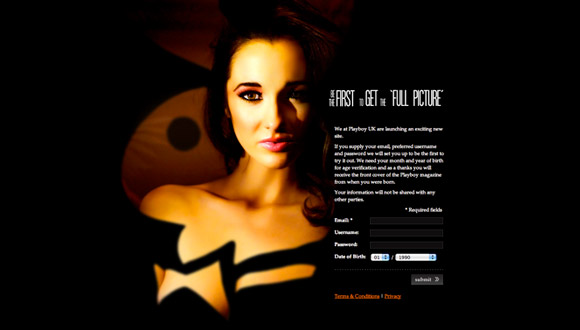 BE THE FIRST TO GET THE 'FULL PICTURE'
We at Playboy UK are launching an exciting new
site.
If you supply your email, preferred username
and password we will set you up to be the first to
try it out. We need your month and year of birth
for age verification and as a thanks you will
receive the front cover of the Playboy magazine
from when you were born.
Your information will not be shared with any
other parties.
* Required fields
Email: *
Username:
Password:
Date of Birth: 01 / 1990
submit »
Terms & Conditions | Privacy